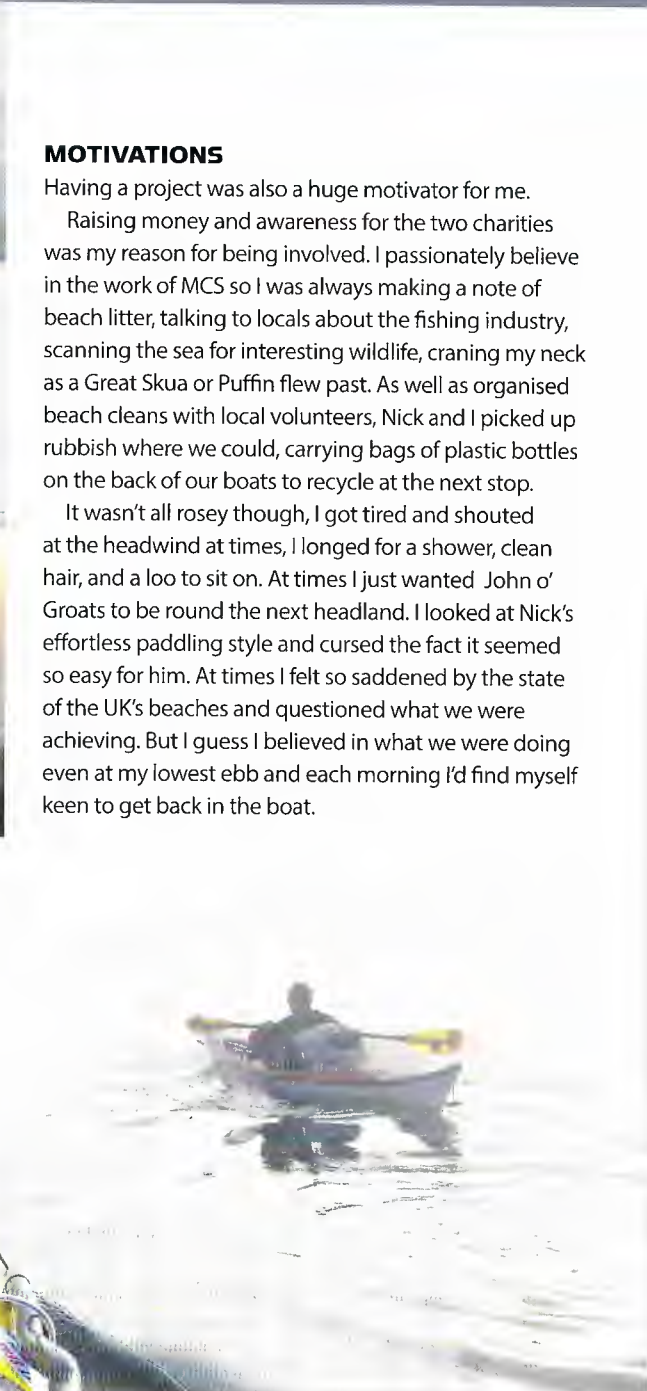 MOTIVATIONS
Having a project was also a huge motivator for me.
Raising money and awareness for the two charities
was my reason for being involved. I passionately believe
in the work of MCS so I was always making a note of
beach litter, talking to locals about the fishing industry,
scanning the sea for interesting wildlife, craning my neck
as a Great Skua or Puffin flew past. As well as organised
beach cleans with local volunteers, Nick and I picked up
rubbish where we could, carrying bags of plastic bottles
on the back of our boats to recycle at the next stop.
It wasn't all rosey though, I got tired and shouted
at the headwind at times, I longed for a shower, clean
hair, and a loo to sit on. At times I just wanted John o'
Groats to be round the next headland. I looked at Nick's
effortless paddling style and cursed the fact it seemed
so easy for him. At times I felt so saddened by the state
of the UK's beaches and questioned what we were
achieving. But I guess I believed in what we were doing
even at my lowest ebb and each morning I'd find myself
keen to get back in the boat.